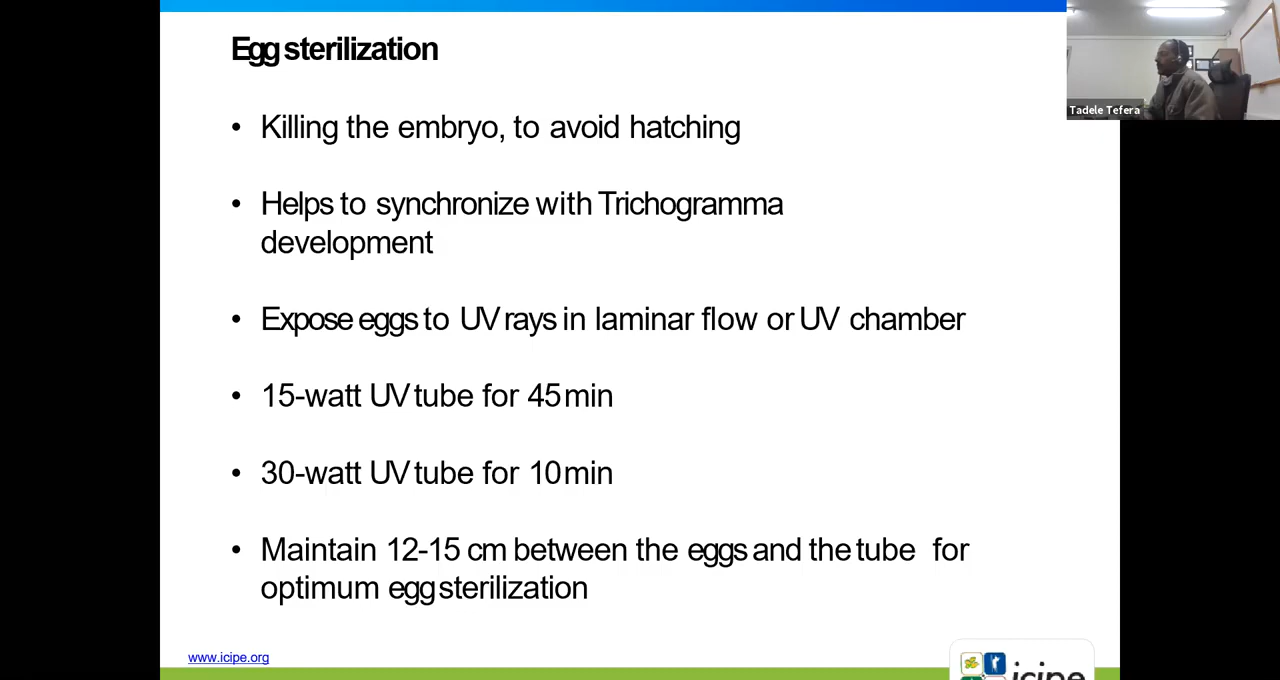 Egg sterilization
Tadele Tefera
• Killing the embryo, to avoid hatching
• Helps to synchronize with Trichogramma
development
• Expose eggs to UV rays in laminar flow or UV chamber
• 15-watt UV tube for 45 min
• 30-watt UV tube for 10 min
• Maintain 12-15 cm between the eggs and the tube for
optimum egg sterilization
www.icipe.org
icipe